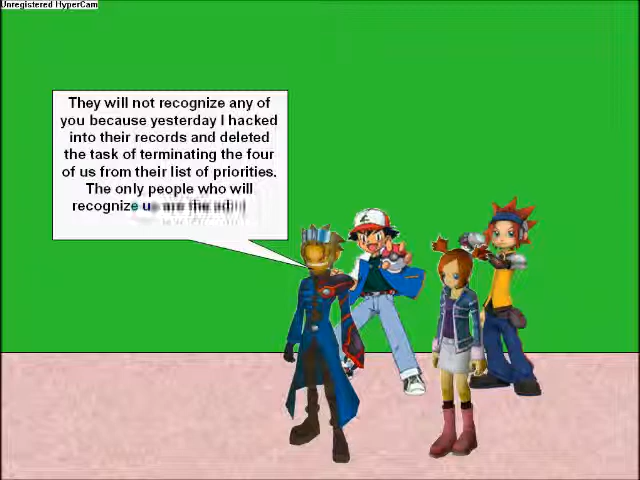 Unregistered HyperCam
They will not recognize any of
you because yesterday I hacked
into their records and deleted
the task of terminating the four
of us from their list of priorities.
The only people who will
recognize